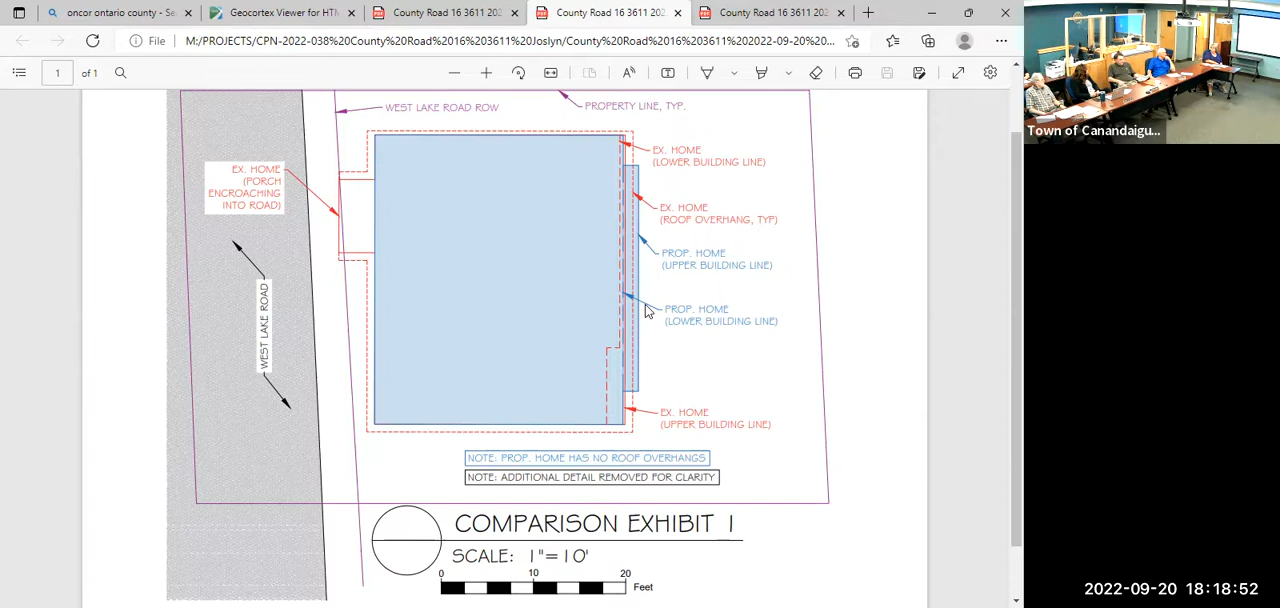 oncor ontario county - Se
Geocortex Viewer for HTM
County Road 16 3611 202
County Road 16 3611 202
County Road 16 3611 202
File
M:/PROJECTS/CPN-2022-038%20County%20Road%2016%203611%20Joslyn/County%20Road%2016%203611%202022-09-20%20...
1
of 1
WEST LAKE ROAD ROW
PROPERTY LINE, TYP.
EX. HOME
(LOWER BUILDING LINE)
EX. HOME
(PORCH
ENCROACHING
INTO ROAD)
EX. HOME
(ROOF OVERHANG, TYP)
PROP. HOME
(UPPER BUILDING LINE)
PROP. HOME
(LOWER BUILDING LINE)
WEST LAKE ROAD
EX. HOME
(UPPER BUILDING LINE)
NOTE: PROP. HOME HAS NO ROOF OVERHANGS
NOTE: ADDITIONAL DETAIL REMOVED FOR CLARITY
COMPARISON EXHIBIT 1
SCALE: 1"=10'
0 10 20
Feet
Town of Canandaigu...
2022-09-20 18:18:52